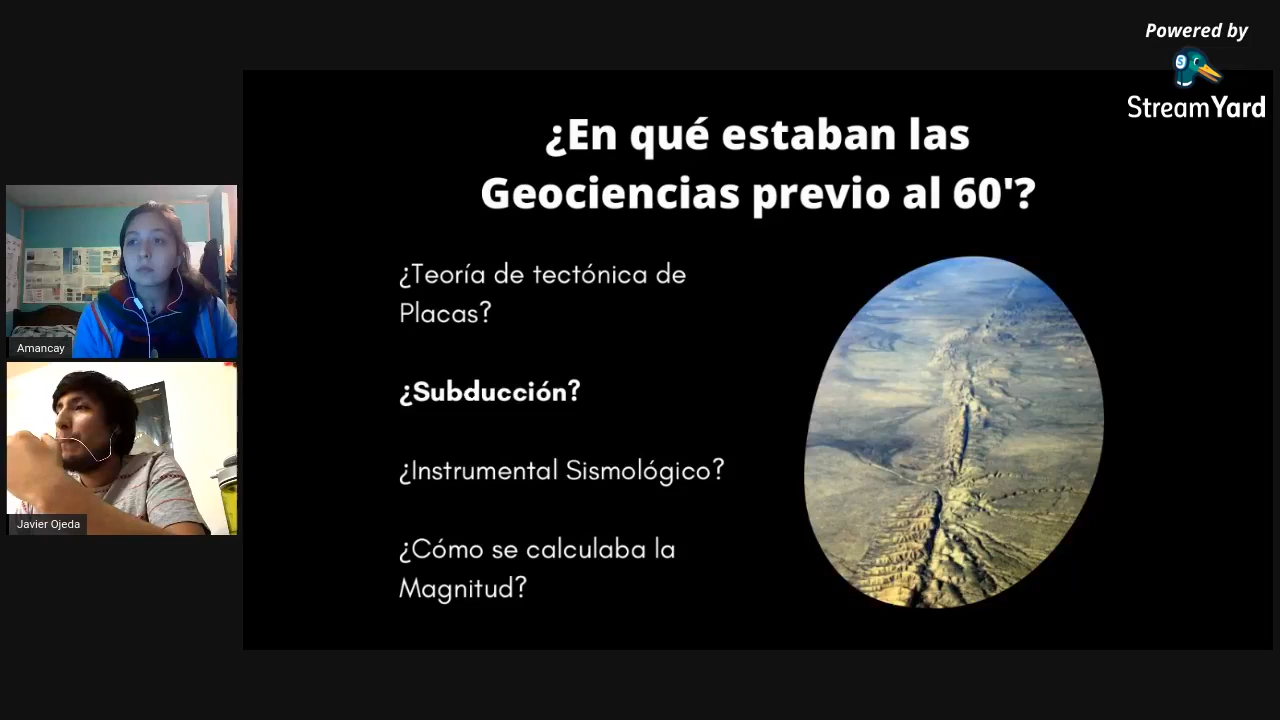 Powered by
StreamYard
¿En qué estaban las
Geociencias previo al 60'?
¿Teoría de tectónica de
Placas?
¿Subducción?
¿Instrumental Sismológico?
¿Cómo se calculaba la
Magnitud?
Amancay
Javier Ojeda